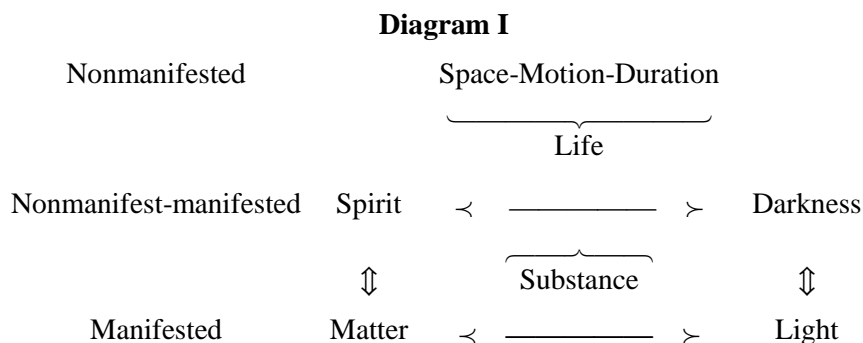 Diagram I
Nonmanifested Space-Motion-Duration
Life
Nonmanifest-manifested Spirit ≺ ——— ≻ Darkness
⇕ Substance ⇕
Manifested Matter ≺ ——— ≻ Light